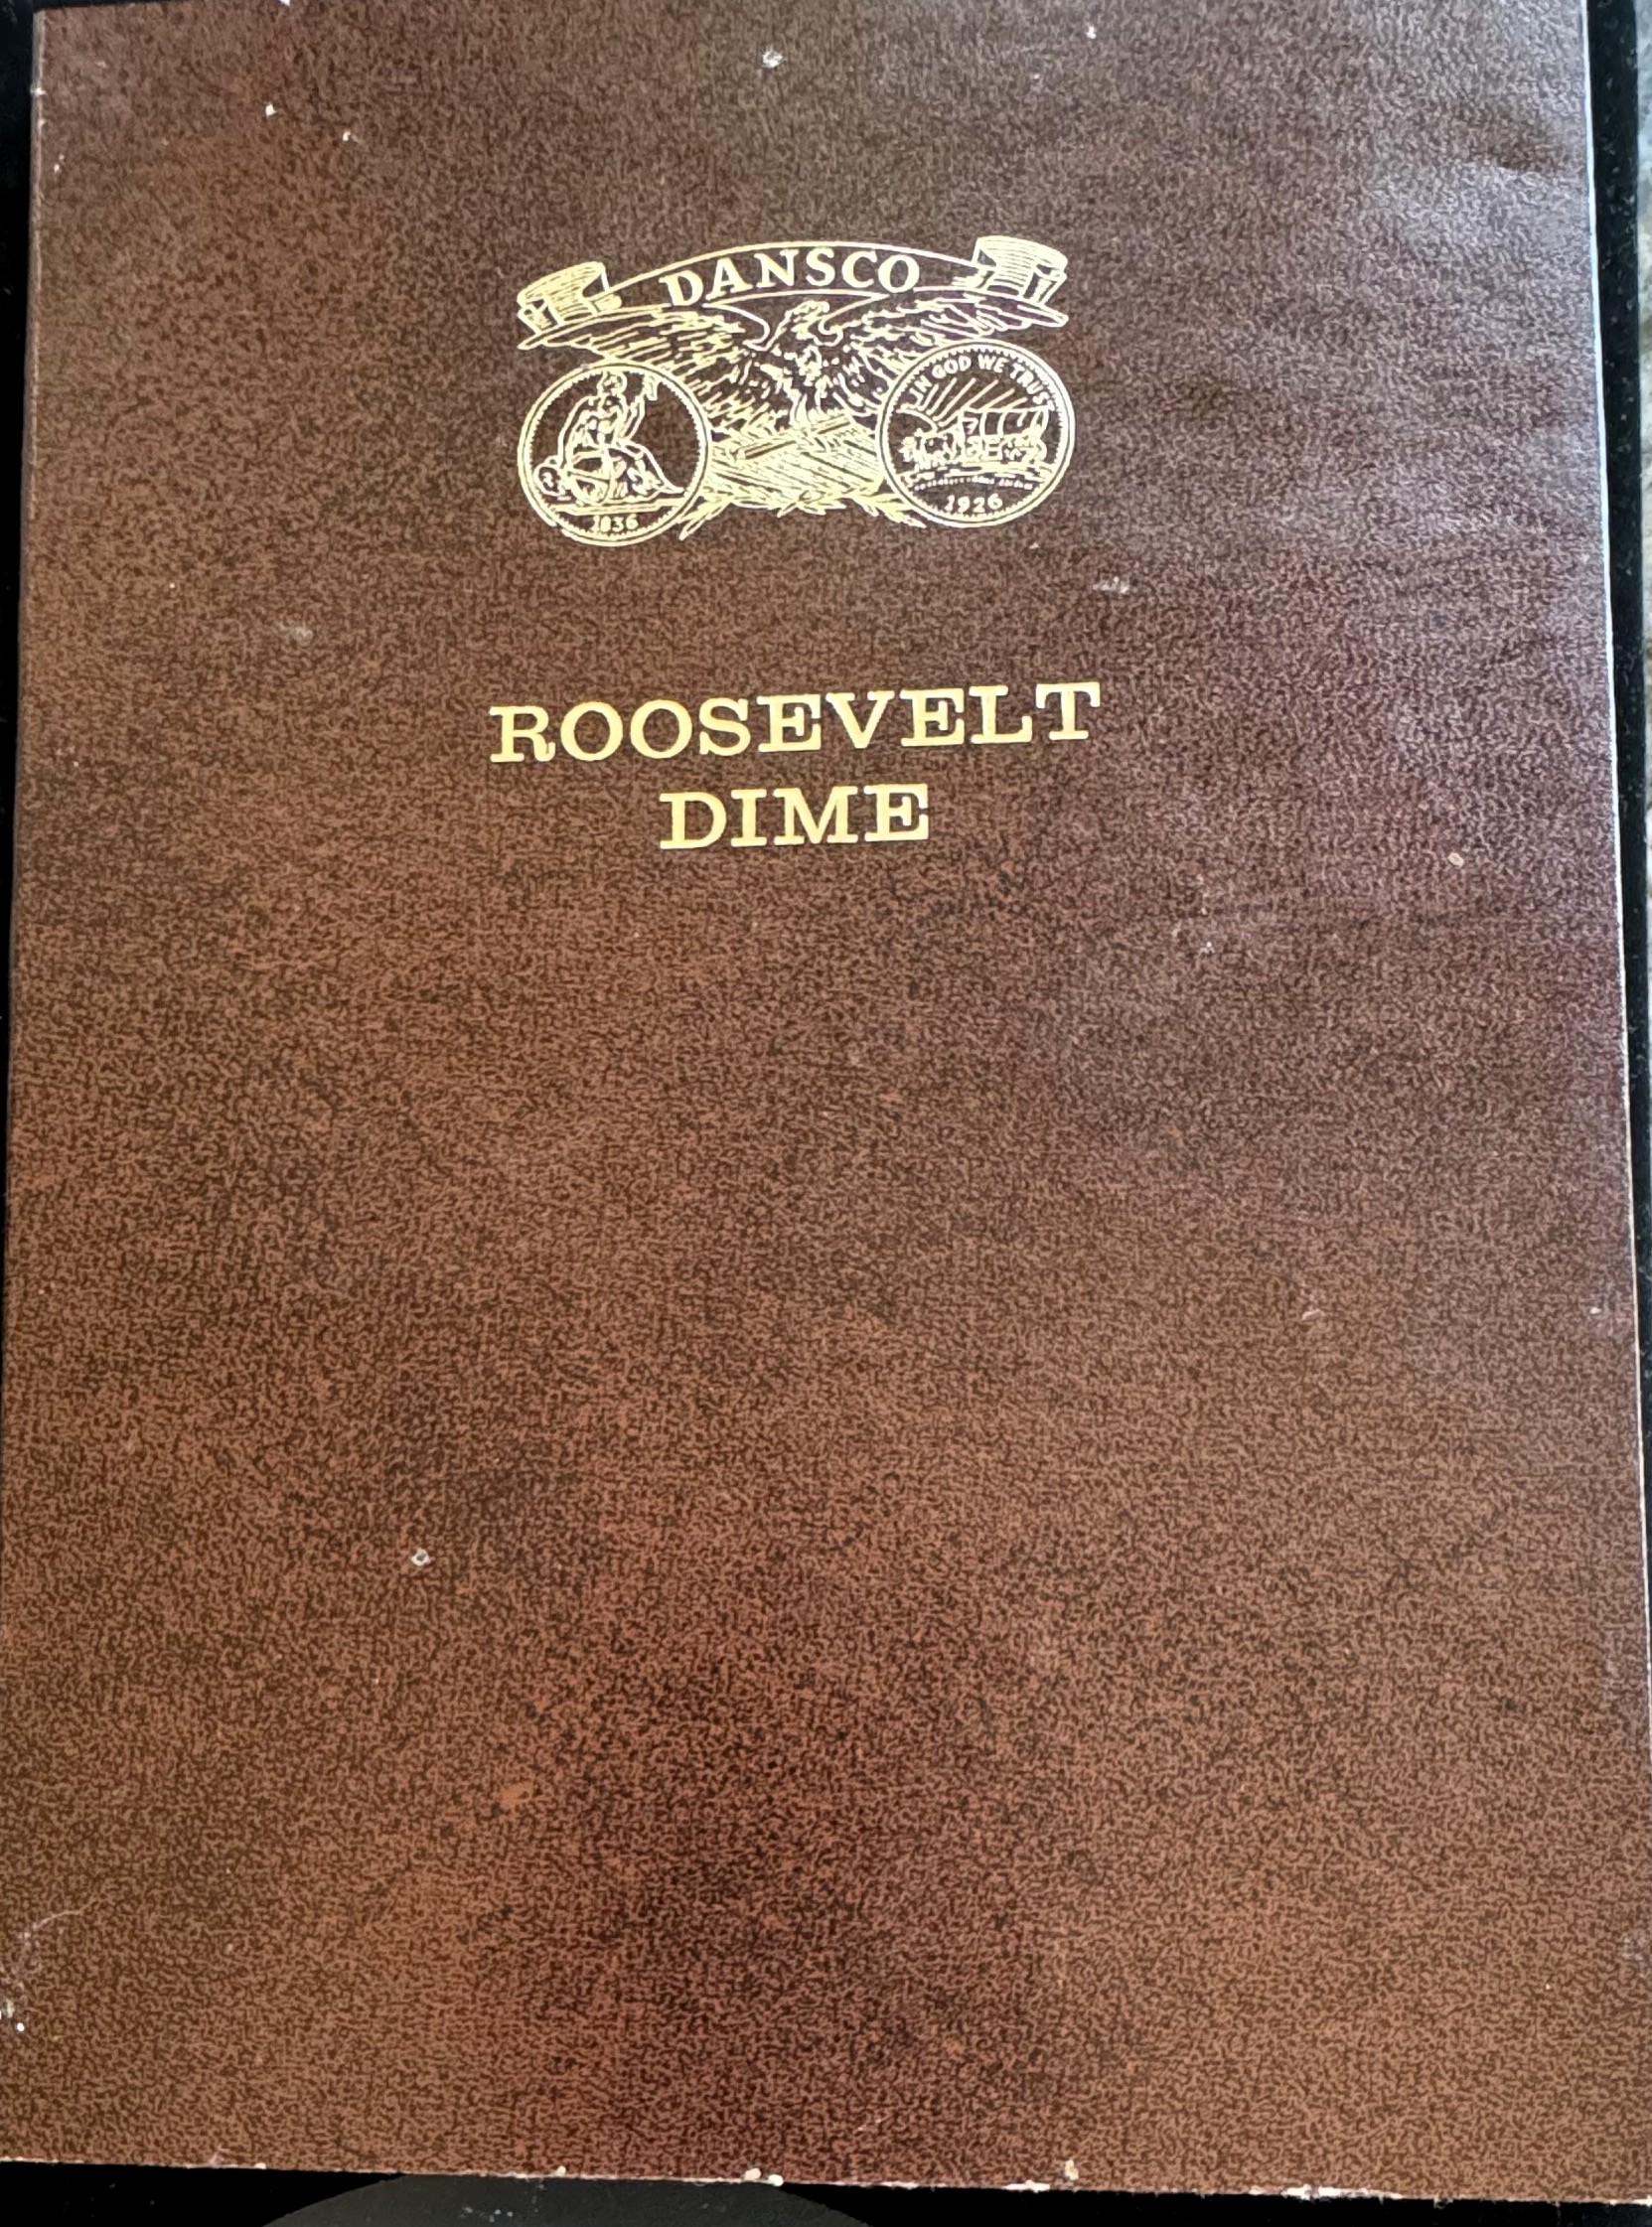 DANSCO
IN GOD WE TRUST
1836
1926
ROOSEVELT
DIME